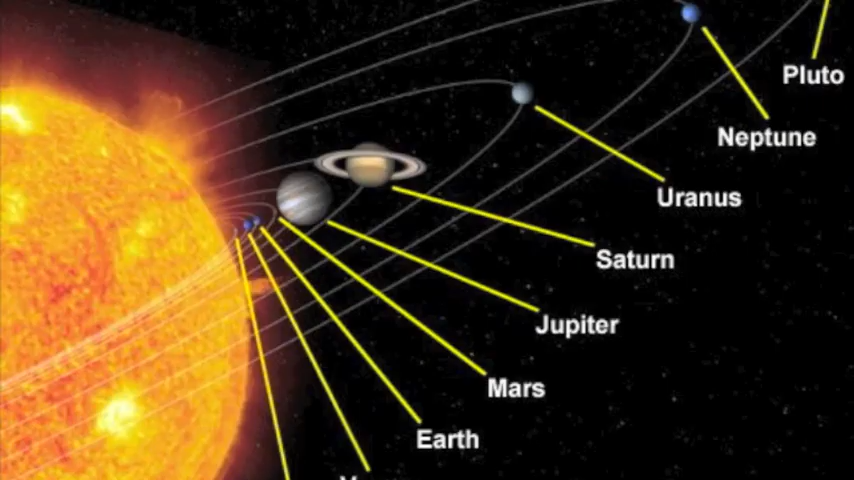 Pluto
Neptune
Uranus
Saturn
Jupiter
Mars
Earth